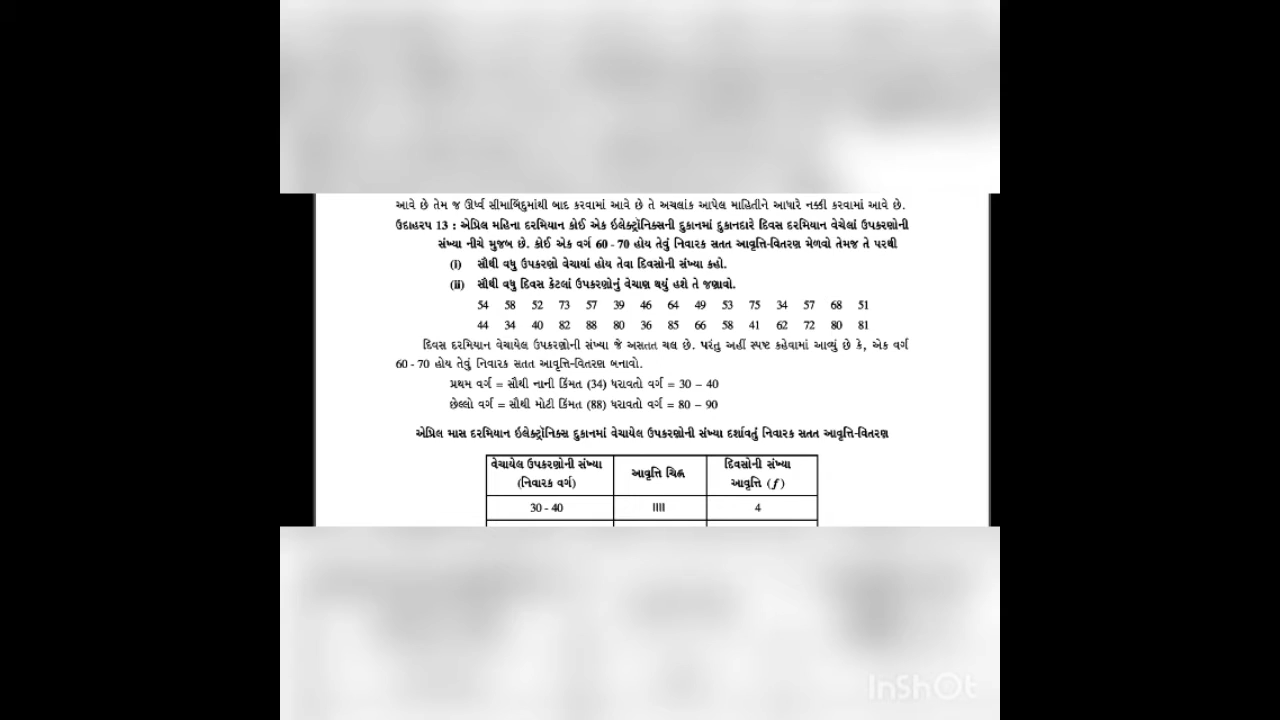 આવે છે તેમ જ ઊર્ધ્વ સીમાબિંદુમાંથી બાદ કરવામાં આવે છે તે અચલાંક આપેલ માહિતીને આધારે નક્કી કરવામાં આવે છે.
ઉદાહરણ 13 : એપ્રિલ મહિના દરમિયાન કોઈ એક ઇલેક્ટ્રૉનિક્સની દુકાનમાં દુકાનદારે દિવસ દરમિયાન વેચેલાં ઉપકરણોની
સંખ્યા નીચે મુજબ છે. કોઈ એક વર્ગ 60 - 70 હોય તેવું નિવારક સતત આવૃત્તિ-વિતરણ મેળવો તેમજ તે પરથી
(i) સૌથી વધુ ઉપકરણો વેચાયાં હોય તેવા દિવસોની સંખ્યા કહો.
(ii) સૌથી વધુ દિવસ કેટલાં ઉપકરણોનું વેચાણ થયું હશે તે જણાવો.
54 58 52 73 57 39 46 64 49 53 75 34 57 68 51
44 34 40 82 88 80 36 85 66 58 41 62 72 80 81
દિવસ દરમિયાન વેચાયેલ ઉપકરણોની સંખ્યા જે અસતત ચલ છે. પરંતુ અહીં સ્પષ્ટ કહેવામાં આવ્યું છે કે, એક વર્ગ
60 - 70 હોય તેવું નિવારક સતત આવૃત્તિ-વિતરણ બનાવો.
પ્રથમ વર્ગ = સૌથી નાની કિંમત (34) ધરાવતો વર્ગ = 30 – 40
છેલ્લો વર્ગ = સૌથી મોટી કિંમત (88) ધરાવતો વર્ગ = 80 – 90
એપ્રિલ માસ દરમિયાન ઇલેક્ટ્રૉનિક્સ દુકાનમાં વેચાયેલ ઉપકરણોની સંખ્યા દર્શાવતું નિવારક સતત આવૃત્તિ-વિતરણ
વેચાયેલ ઉપકરણોની સંખ્યા
(નિવારક વર્ગ)
આવૃત્તિ ચિહ્ન
દિવસોની સંખ્યા
આવૃત્તિ (f)
30 - 40 IIII 4
InShOt